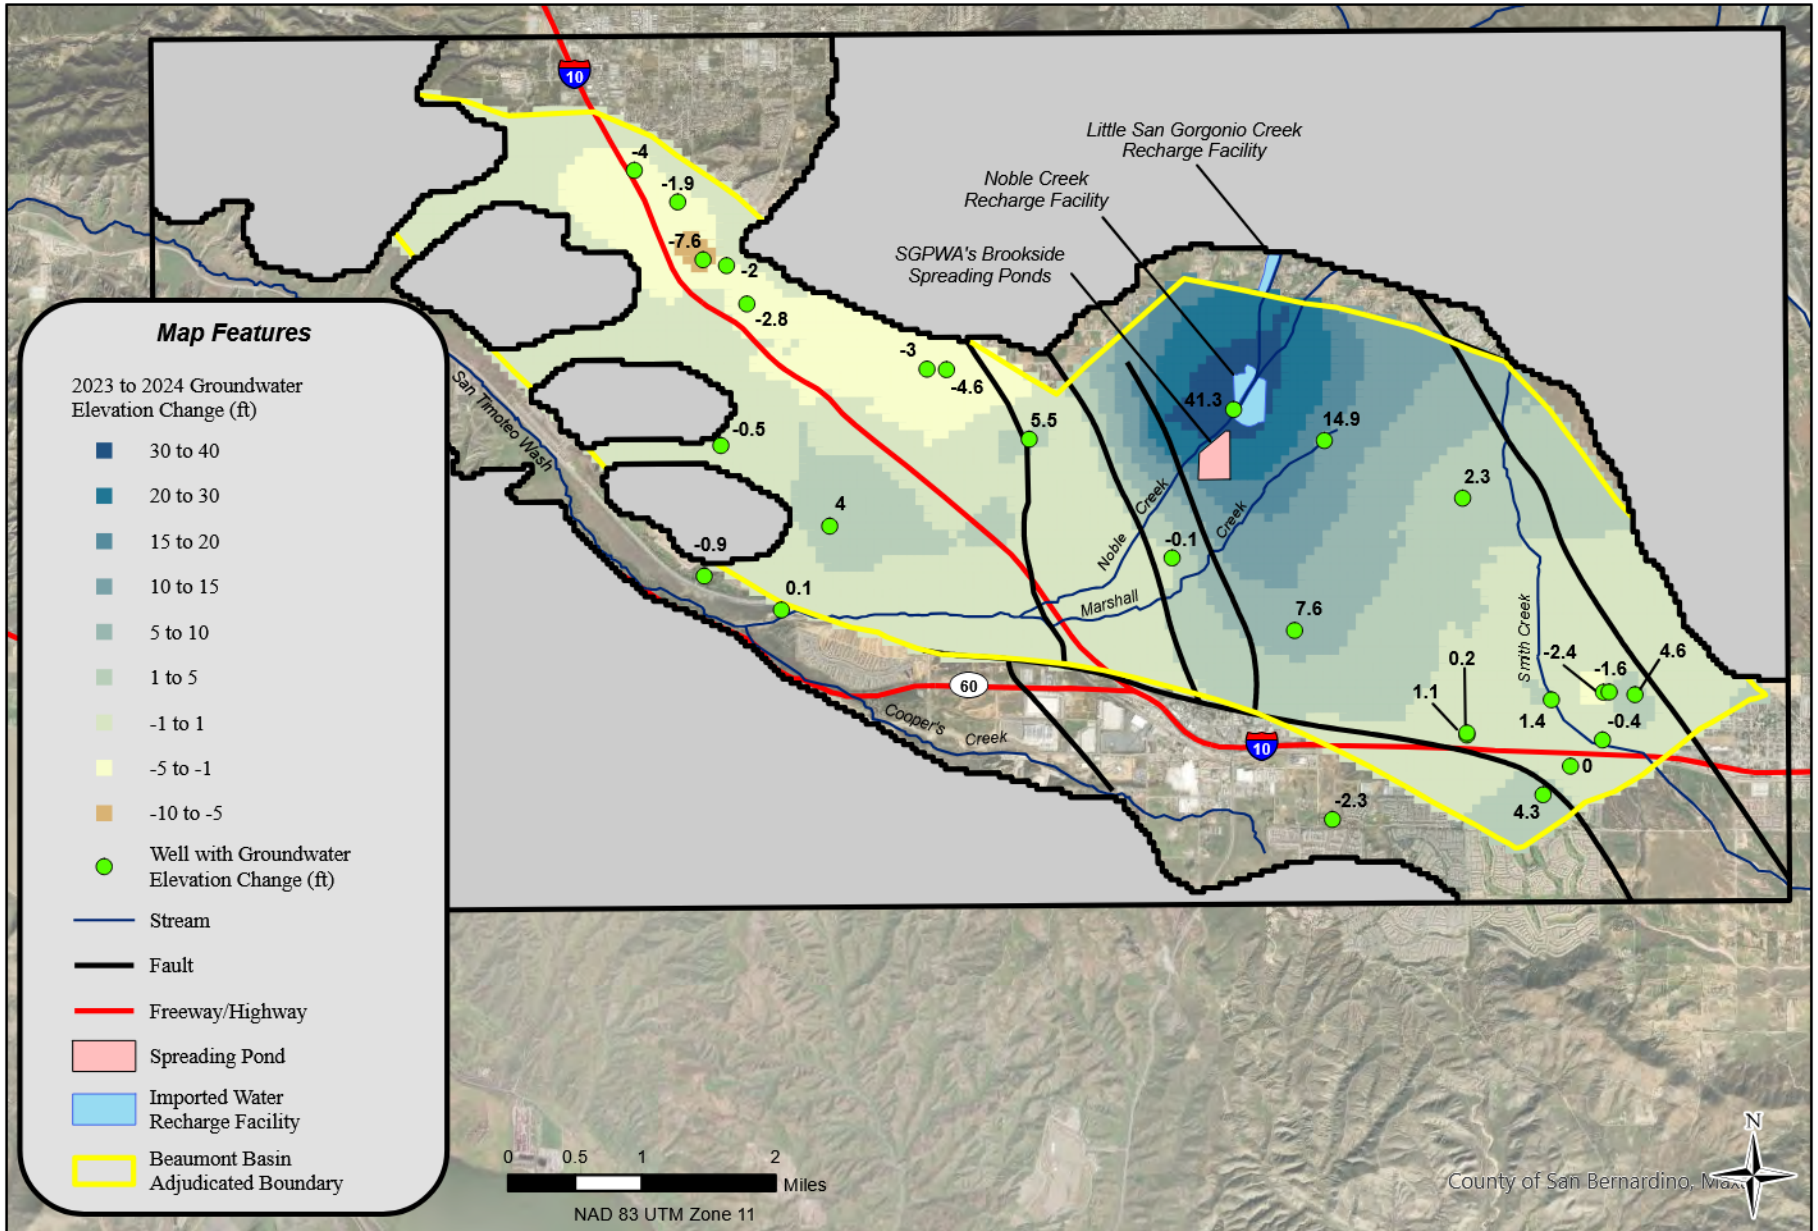 10
Little San Gorgonio Creek
Recharge Facility
Noble Creek
Recharge Facility
SGPWA's Brookside
Spreading Ponds
-4
-1.9
-7.6
-2
-2.8
-3
-4.6
5.5
41.3
14.9
-0.5
2.3
4
-0.1
-0.9
0.1
7.6
Noble
Creek
Creek
Marshall
San Timoteo Wash
Smith Creek
-2.4
-1.6
4.6
0.2
1.1
1.4
-0.4
60
10
Cooper's
Creek
0
-2.3
4.3
Map Features
2023 to 2024 Groundwater
Elevation Change (ft)
30 to 40
20 to 30
15 to 20
10 to 15
5 to 10
1 to 5
-1 to 1
-5 to -1
-10 to -5
Well with Groundwater
Elevation Change (ft)
Stream
Fault
Freeway/Highway
Spreading Pond
Imported Water
Recharge Facility
Beaumont Basin
Adjudicated Boundary
0 0.5 1 2
Miles
NAD 83 UTM Zone 11
N
County of San Bernardino,